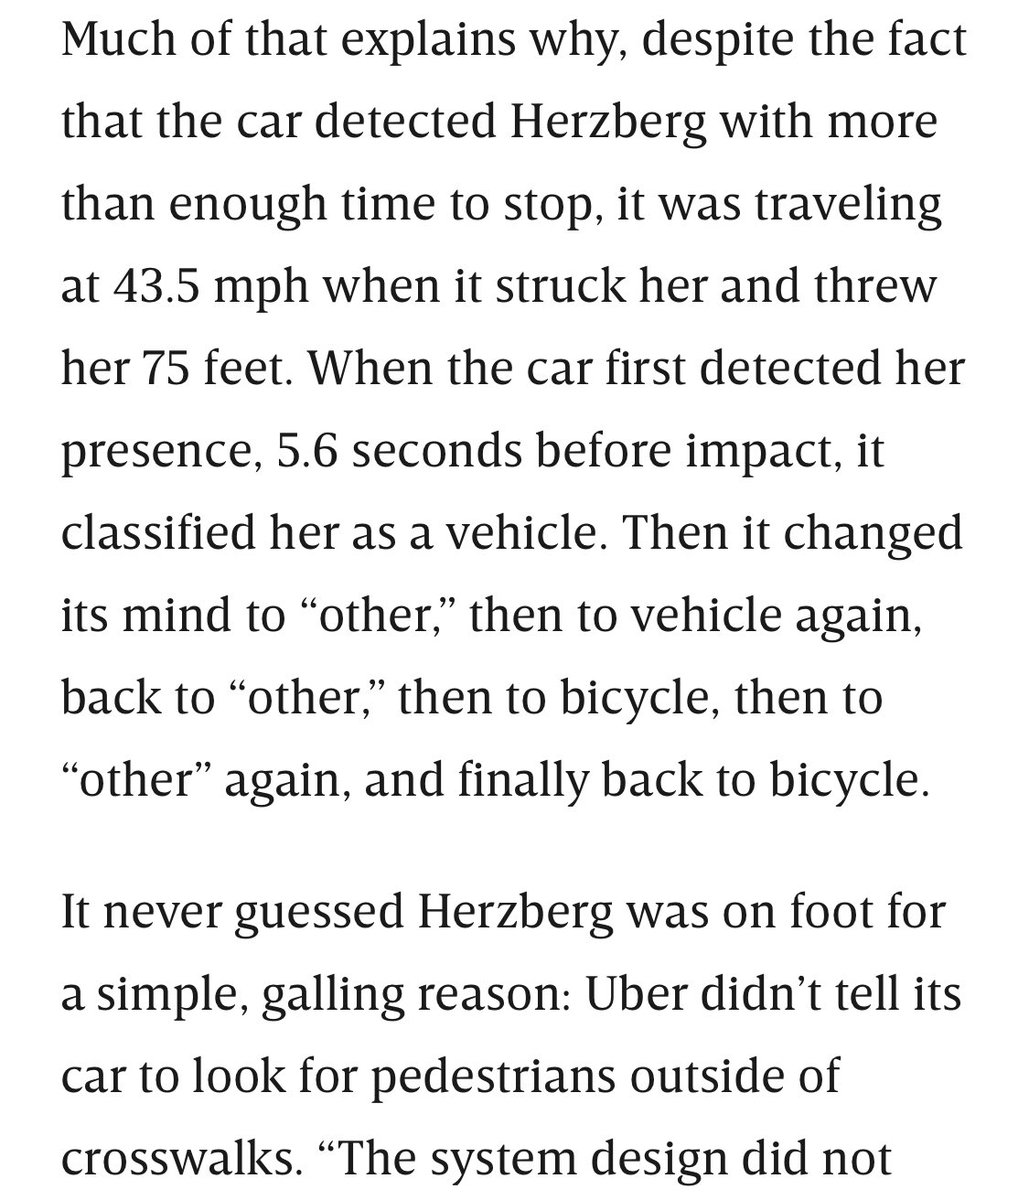 Much of that explains why, despite the fact
that the car detected Herzberg with more
than enough time to stop, it was traveling
at 43.5 mph when it struck her and threw
her 75 feet. When the car first detected her
presence, 5.6 seconds before impact, it
classified her as a vehicle. Then it changed
its mind to “other,” then to vehicle again,
back to “other,” then to bicycle, then to
“other” again, and finally back to bicycle.
It never guessed Herzberg was on foot for
a simple, galling reason: Uber didn’t tell its
car to look for pedestrians outside of
crosswalks. “The system design did not